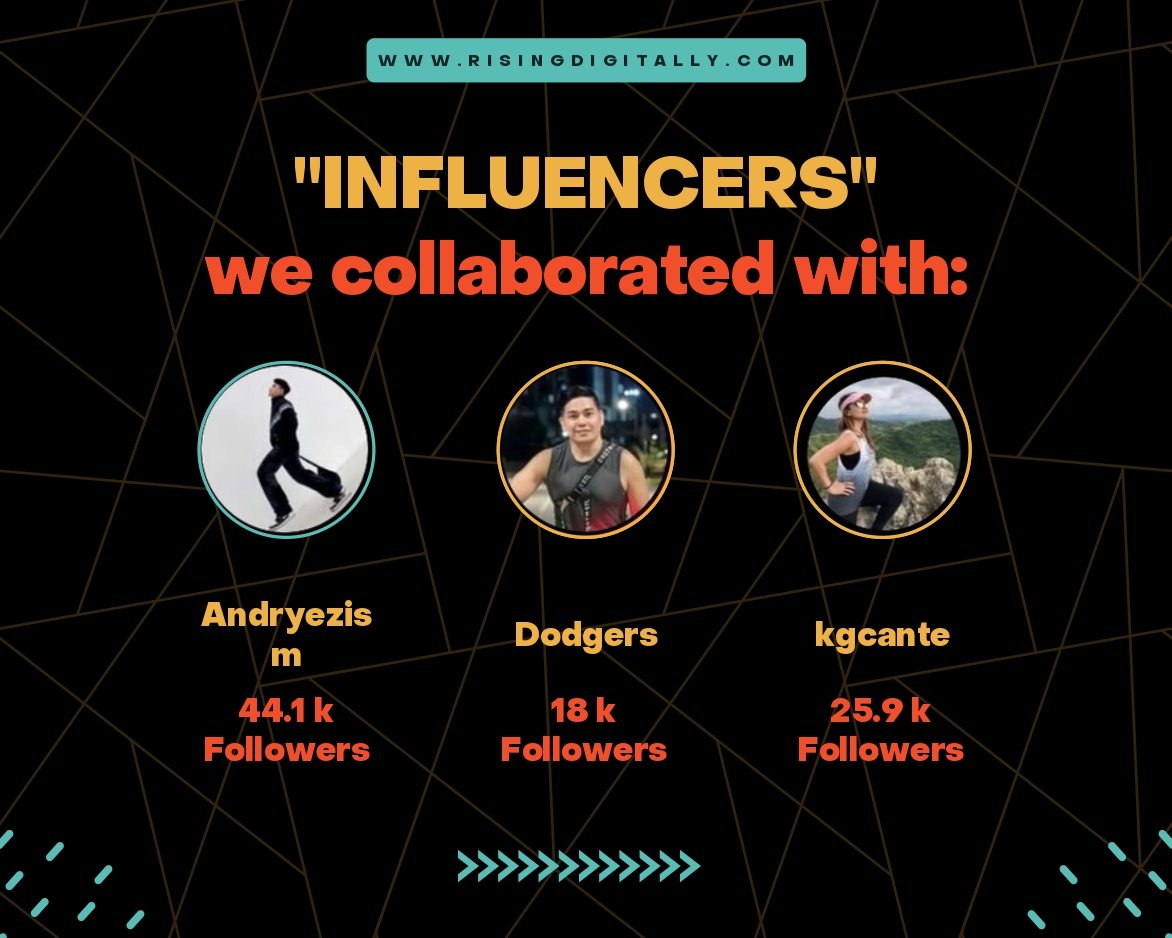 WWW.RISINGDIGITALLY.COM
"INFLUENCERS"
we collaborated with:
Andryezis
m
44.1 k
Followers
Dodgers
18 k
Followers
kgcante
25.9 k
Followers